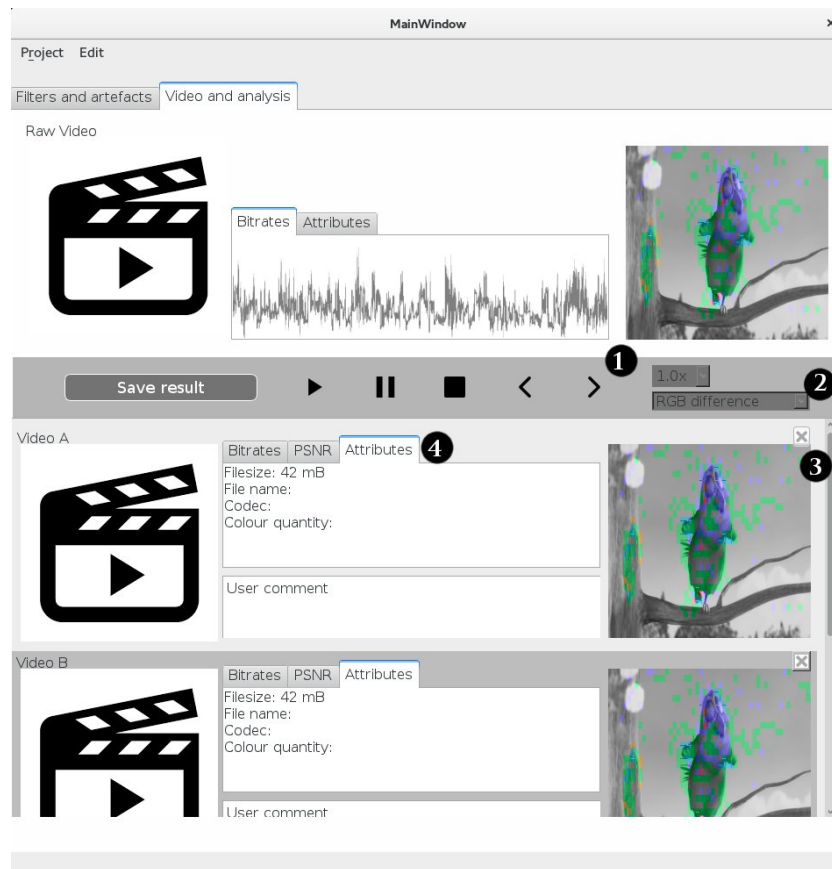 MainWindow
Project Edit
Filters and artefacts Video and analysis
Raw Video
Bitrates Attributes
1
Save result
1.0x
2
RGB difference
Video A
Bitrates PSNR Attributes 4
3
Filesize: 42 mB
File name:
Codec:
Colour quantity:
User comment
Video B
Bitrates PSNR Attributes
Filesize: 42 mB
File name:
Codec:
Colour quantity:
User comment